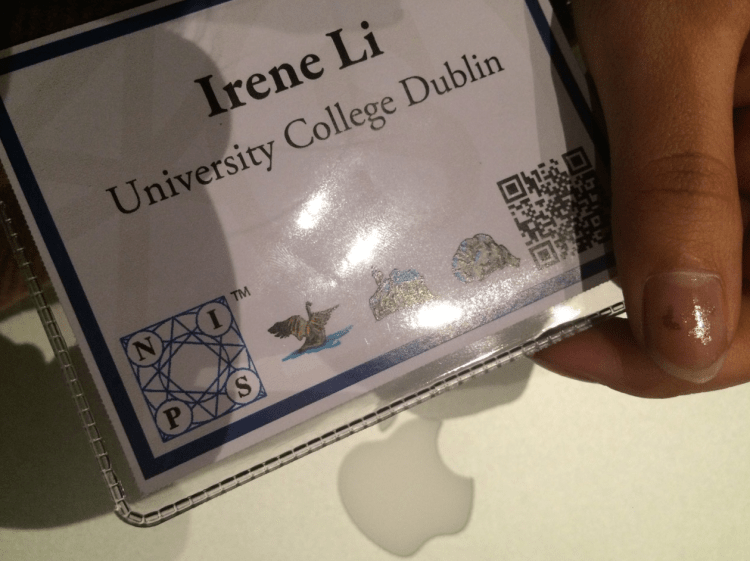 Irene Li
University College Dublin
TM
N I
P S